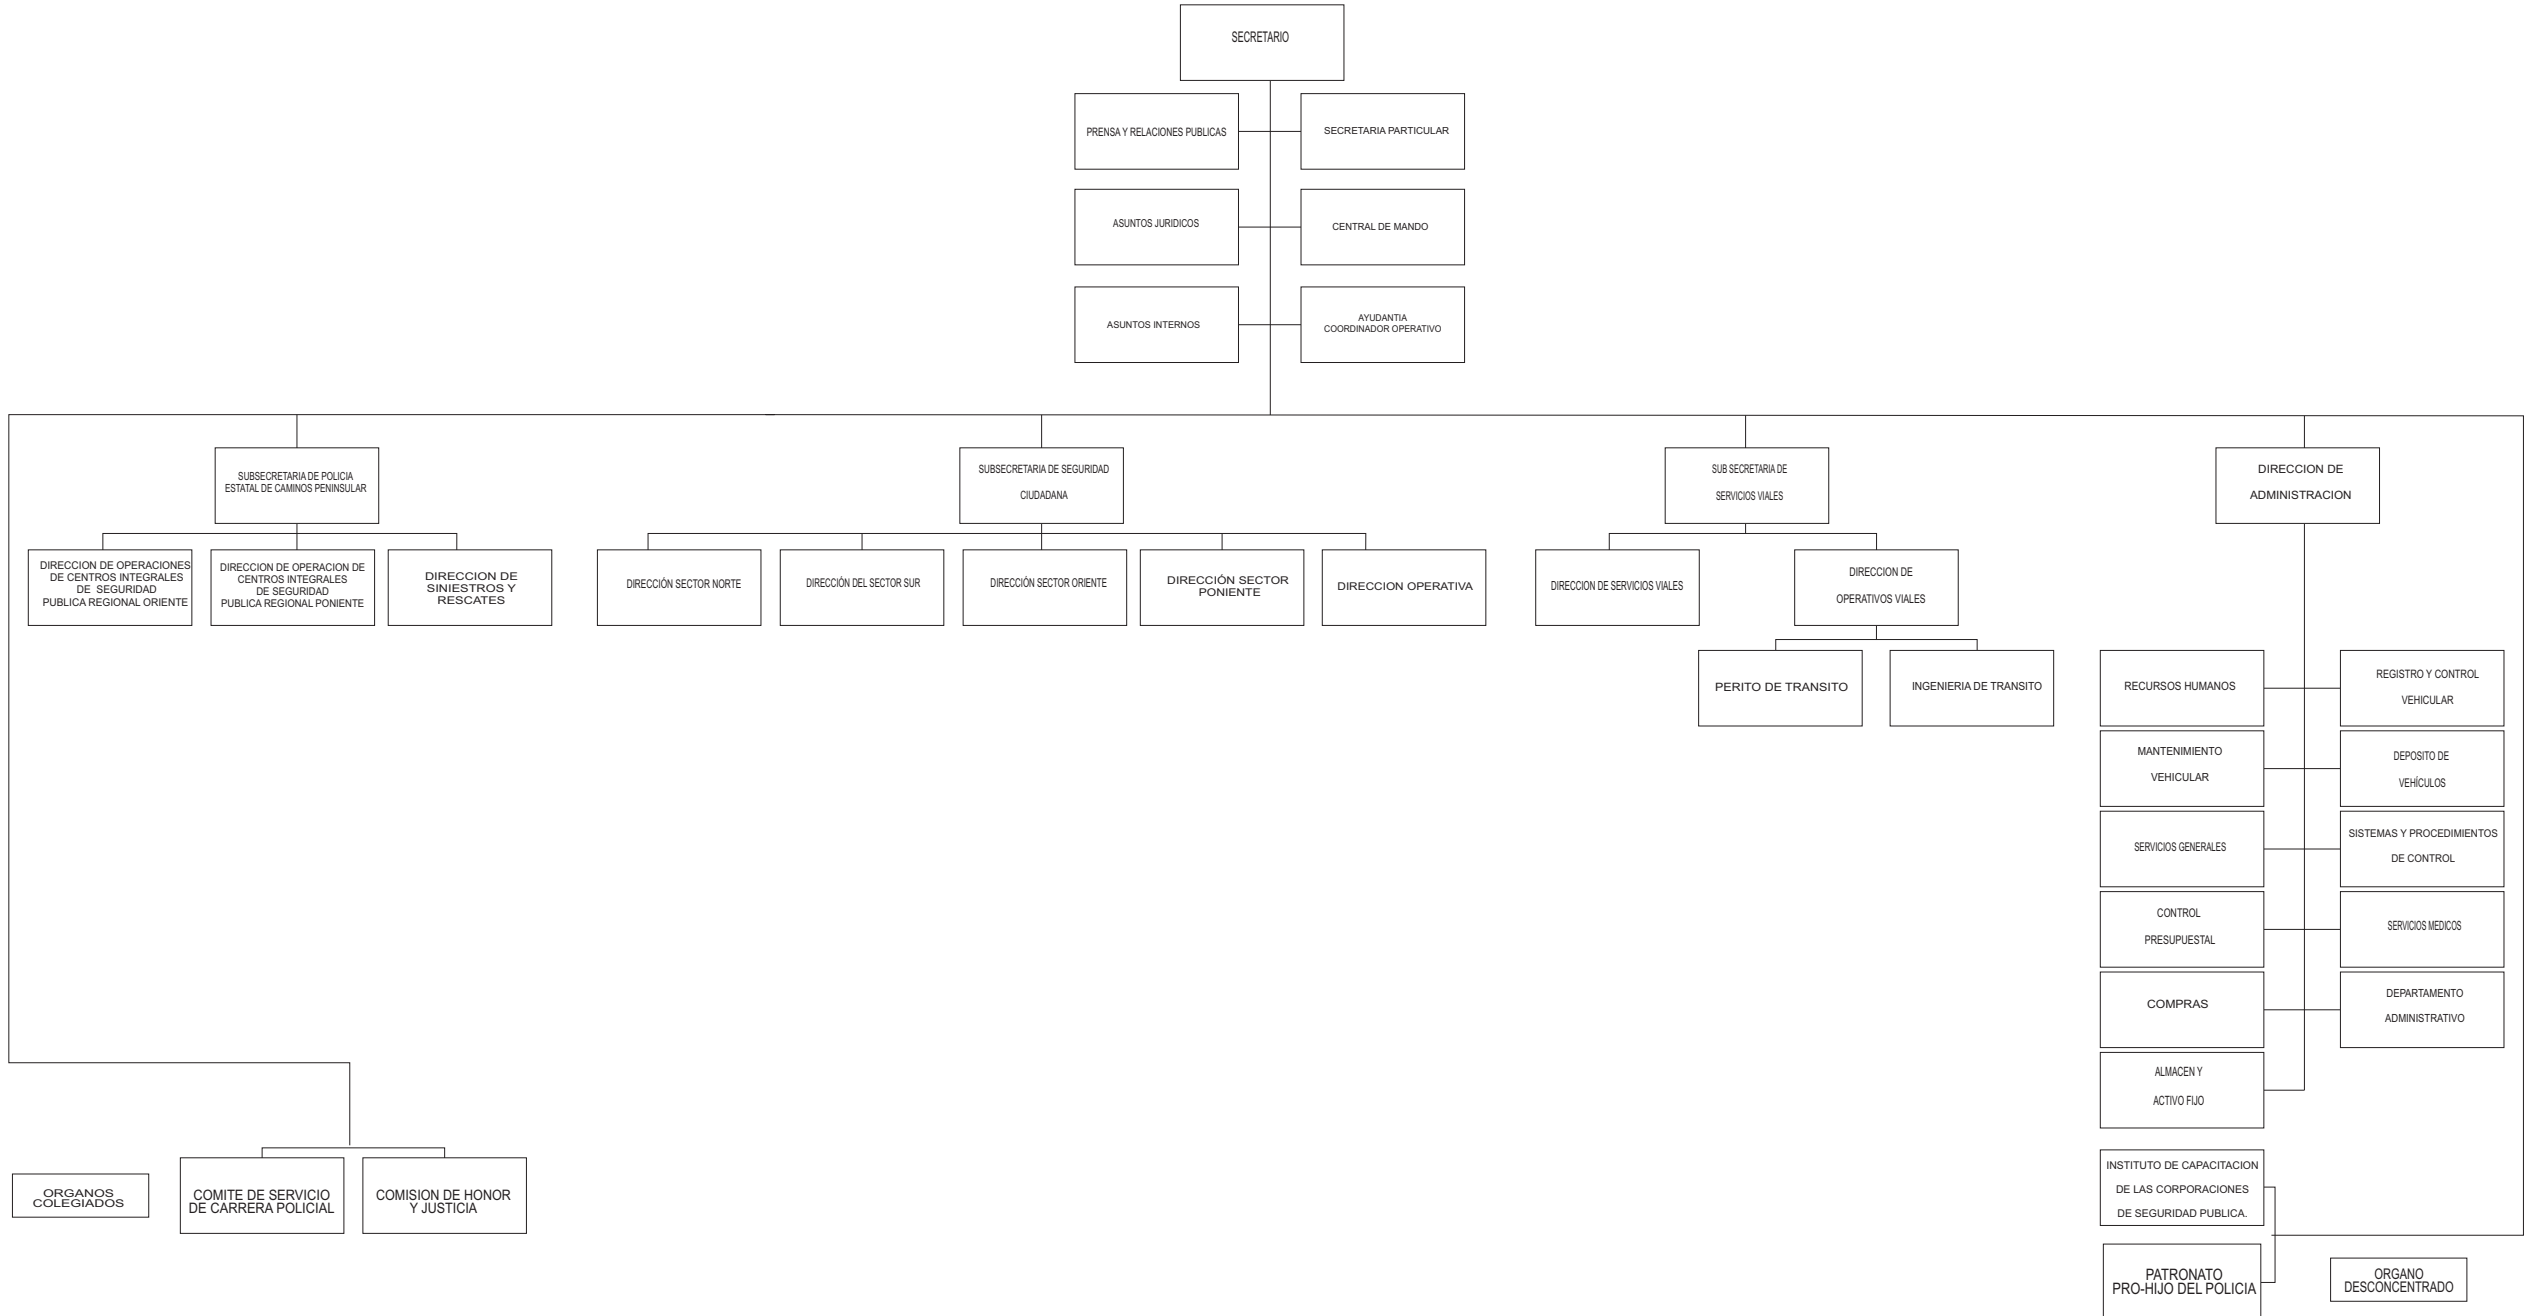 SECRETARIO
PRENSA Y RELACIONES PUBLICAS
SECRETARIA PARTICULAR
ASUNTOS JURIDICOS
CENTRAL DE MANDO
ASUNTOS INTERNOS
AYUDANTIA
COORDINADOR OPERATIVO
SUBSECRETARIA DE POLICIA
ESTATAL DE CAMINOS PENINSULAR
SUBSECRETARIA DE SEGURIDAD
CIUDADANA
SUB SECRETARIA DE
SERVICIOS VIALES
DIRECCION DE
ADMINISTRACION
DIRECCION DE OPERACIONES
DE CENTROS INTEGRALES
DE SEGURIDAD
PUBLICA REGIONAL ORIENTE
DIRECCION DE OPERACION DE
CENTROS INTEGRALES
DE SEGURIDAD
PUBLICA REGIONAL PONIENTE
DIRECCION DE
SINIESTROS Y
RESCATES
DIRECCIÓN SECTOR NORTE
DIRECCIÓN DEL SECTOR SUR
DIRECCIÓN SECTOR ORIENTE
DIRECCIÓN SECTOR
PONIENTE
DIRECCION OPERATIVA
DIRECCION DE SERVICIOS VIALES
DIRECCION DE
OPERATIVOS VIALES
PERITO DE TRANSITO
INGENIERIA DE TRANSITO
RECURSOS HUMANOS
REGISTRO Y CONTROL
VEHICULAR
MANTENIMIENTO
VEHICULAR
DEPOSITO DE
VEHÍCULOS
SERVICIOS GENERALES
SISTEMAS Y PROCEDIMIENTOS
DE CONTROL
CONTROL
PRESUPUESTAL
SERVICIOS MEDICOS
COMPRAS
DEPARTAMENTO
ADMINISTRATIVO
ALMACEN Y
ACTIVO FIJO
ORGANOS
COLEGIADOS
COMITE DE SERVICIO
DE CARRERA POLICIAL
COMISION DE HONOR
Y JUSTICIA
INSTITUTO DE CAPACITACION
DE LAS CORPORACIONES
DE SEGURIDAD PUBLICA.
PATRONATO
PRO-HIJO DEL POLICIA
ORGANO
DESCONCENTRADO